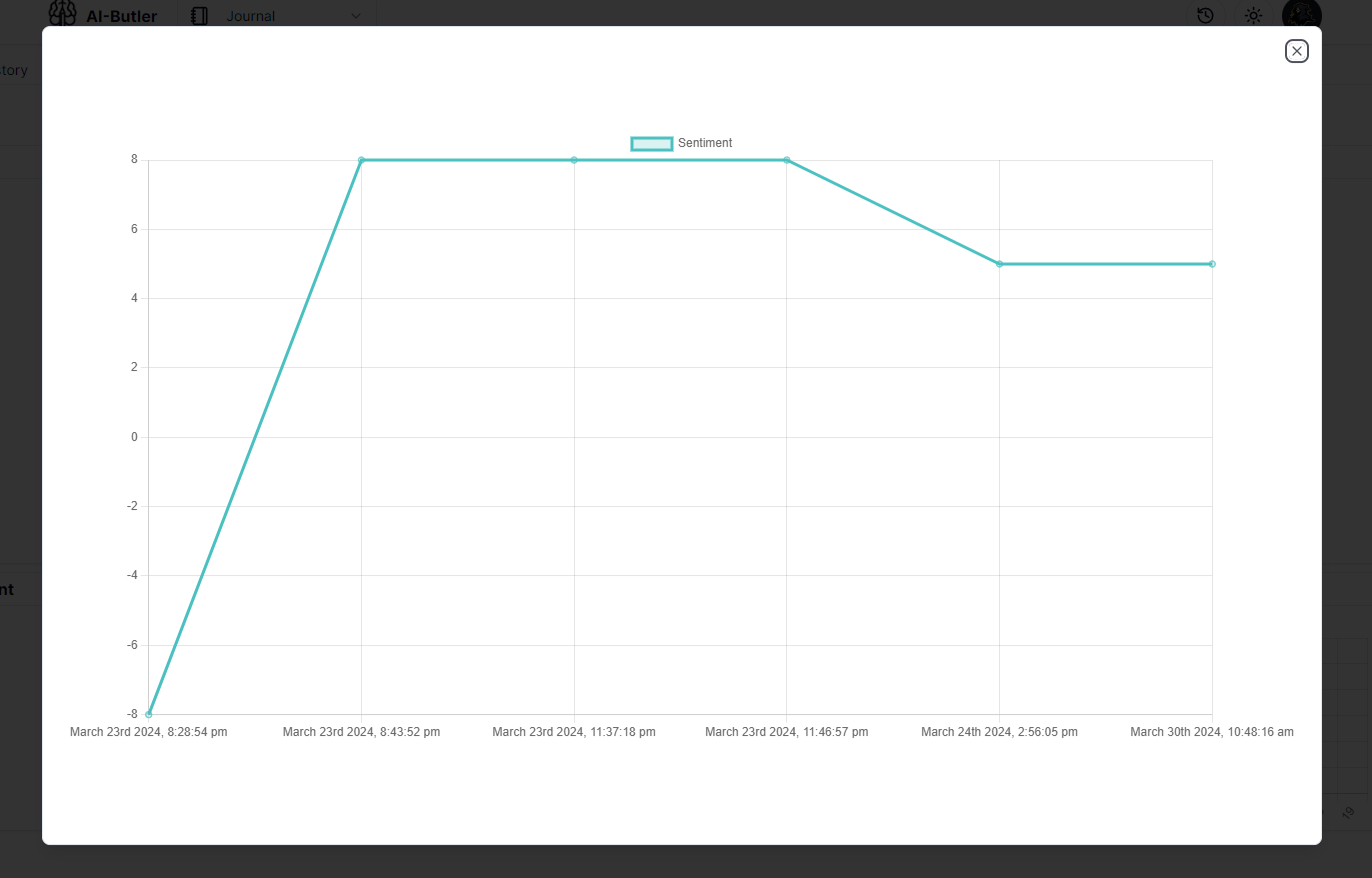 AI-Butler
Journal
story
nt
Sentiment
8
6
4
2
0
-2
-4
-6
-8
March 23rd 2024, 8:28:54 pm
March 23rd 2024, 8:43:52 pm
March 23rd 2024, 11:37:18 pm
March 23rd 2024, 11:46:57 pm
March 24th 2024, 2:56:05 pm
March 30th 2024, 10:48:16 am